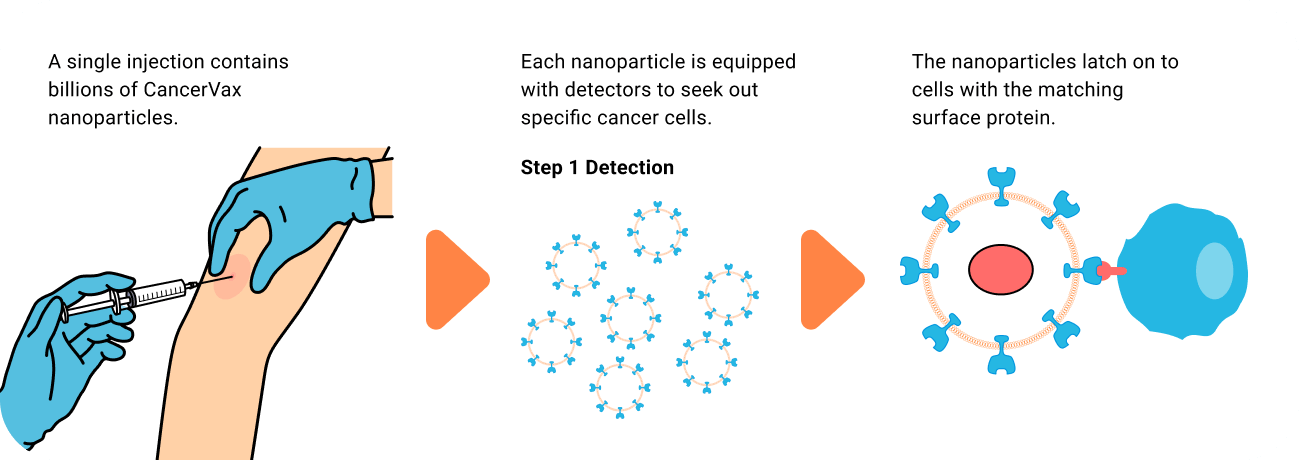 A single injection contains
billions of CancerVax
nanoparticles.
Each nanoparticle is equipped
with detectors to seek out
specific cancer cells.
Step 1 Detection
The nanoparticles latch on to
cells with the matching
surface protein.